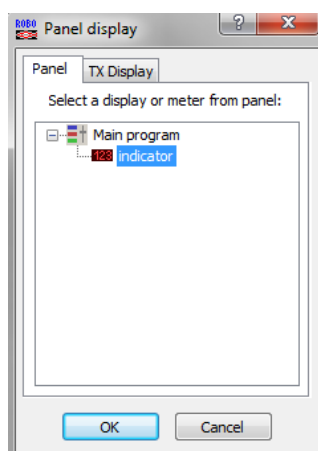 ROBO Panel display ? X
Panel TX Display
Select a display or meter from panel:
Main program
123 indicator
OK Cancel